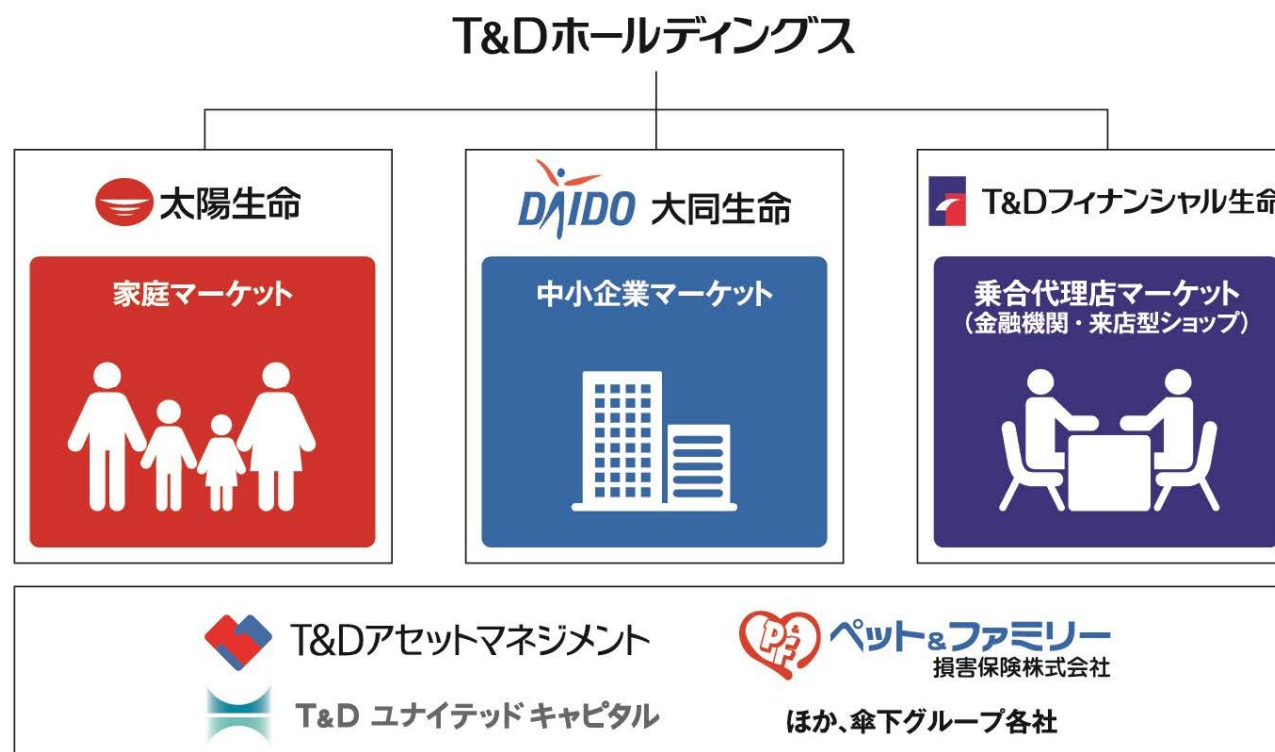 T&Dホールディングス
太陽生命
DAIDO 大同生命
T&Dフィナンシャル生命
家庭マーケット
中小企業マーケット
乗合代理店マーケット
（金融機関・来店型ショップ）
T&Dアセットマネジメント
P&F ペット&ファミリー
損害保険株式会社
T&D ユナイテッド キャピタル
ほか、傘下グループ各社